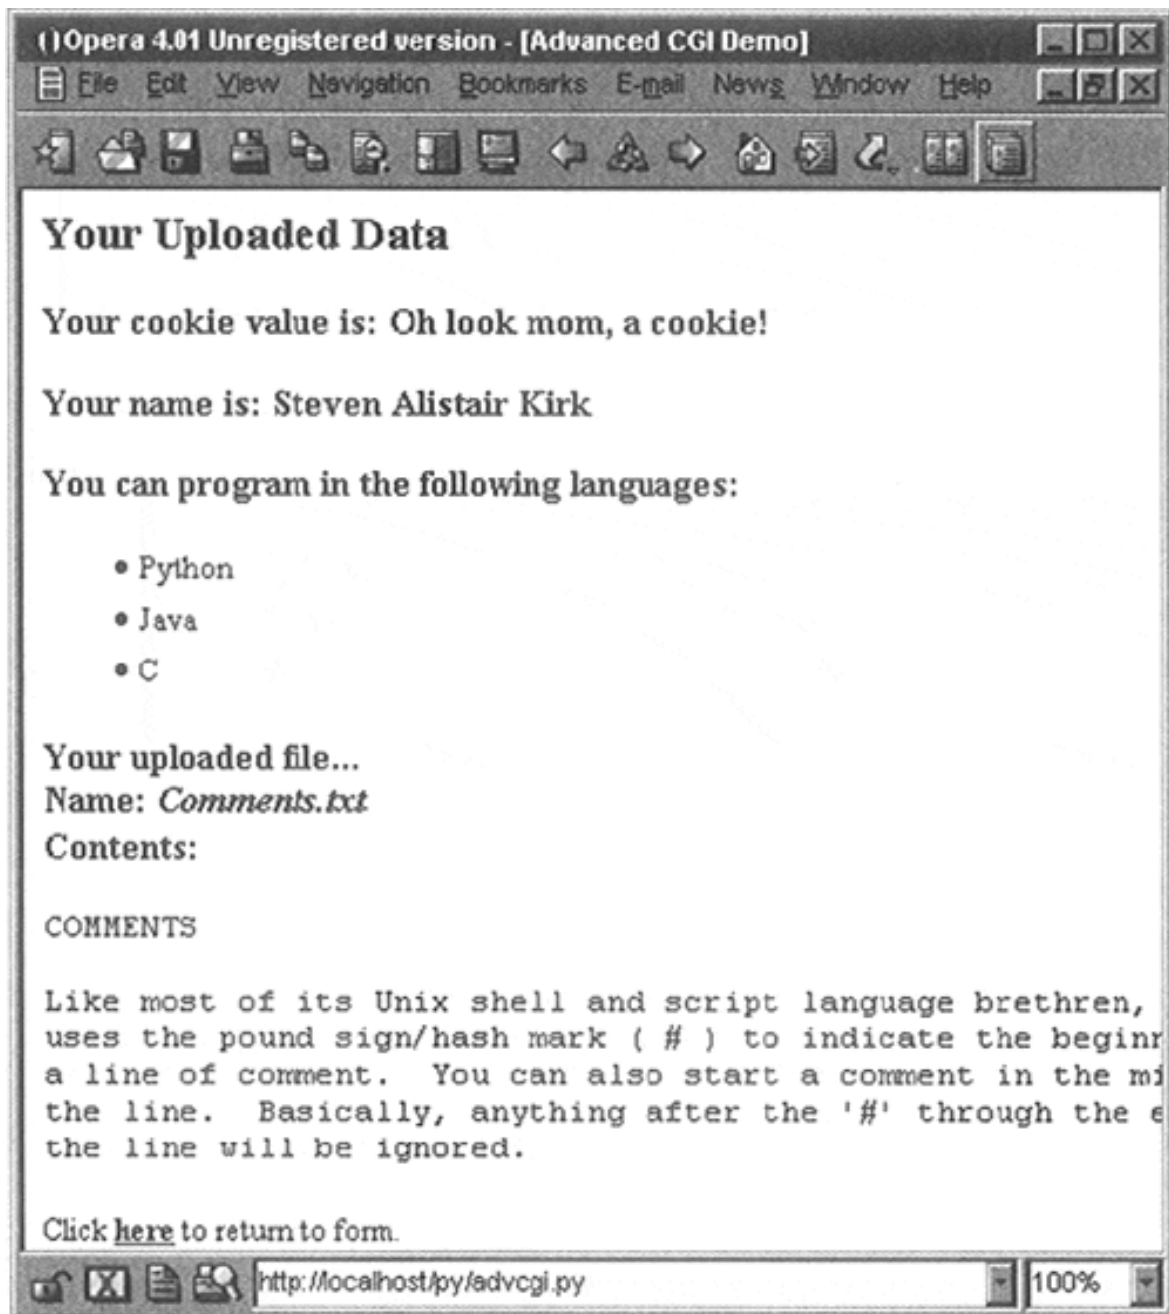 ()Opera 4.01 Unregistered version - [Advanced CGI Demo]
File Edit View Navigation Bookmarks E-mail News Window Help
Your Uploaded Data
Your cookie value is: Oh look mom, a cookie!
Your name is: Steven Alistair Kirk
You can program in the following languages:
• Python
• Java
• C
Your uploaded file...
Name: Comments.txt
Contents:
COMMENTS
Like most of its Unix shell and script language brethren,
uses the pound sign/hash mark ( # ) to indicate the beginn
a line of comment.  You can also start a comment in the mi
the line.  Basically, anything after the '#' through the e
the line will be ignored.
Click here to return to form.
http://localhost/py/advcgi.py
100%